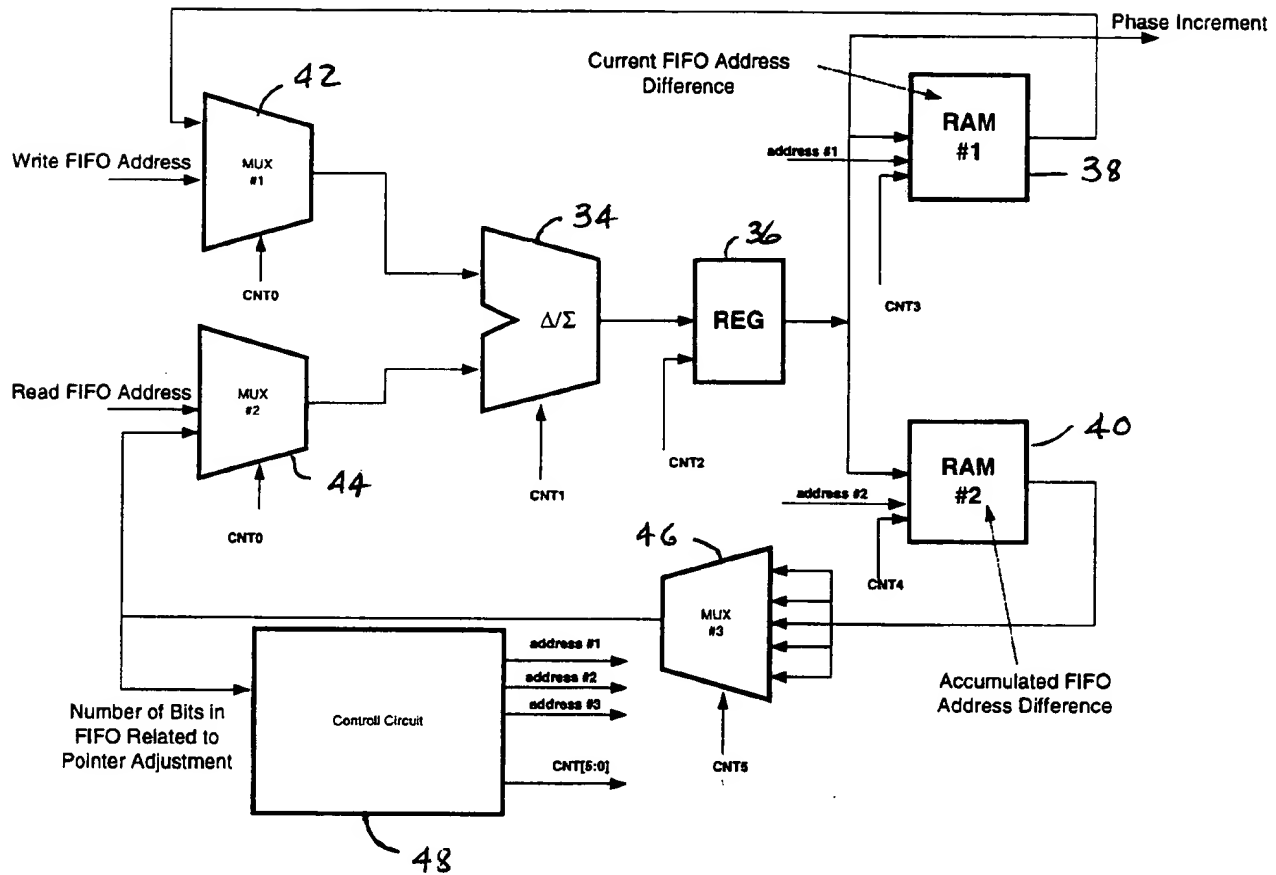 Phase Increment
Current FIFO Address
Difference
42
RAM
#1
MUX
#1
address #1
Write FIFO Address
38
34
36
CNT0
CNT3
REG
Δ/Σ
Read FIFO Address
MUX
#2
40
RAM
#2
CNT2
44
CNT1
address #2
CNT0
46
CNT4
MUX
#3
address #1
address #2
address #3
Accumulated FIFO
Address Difference
Number of Bits in
FIFO Related to
Pointer Adjustment
Controll Circuit
CNT[5:0]
CNT5
48